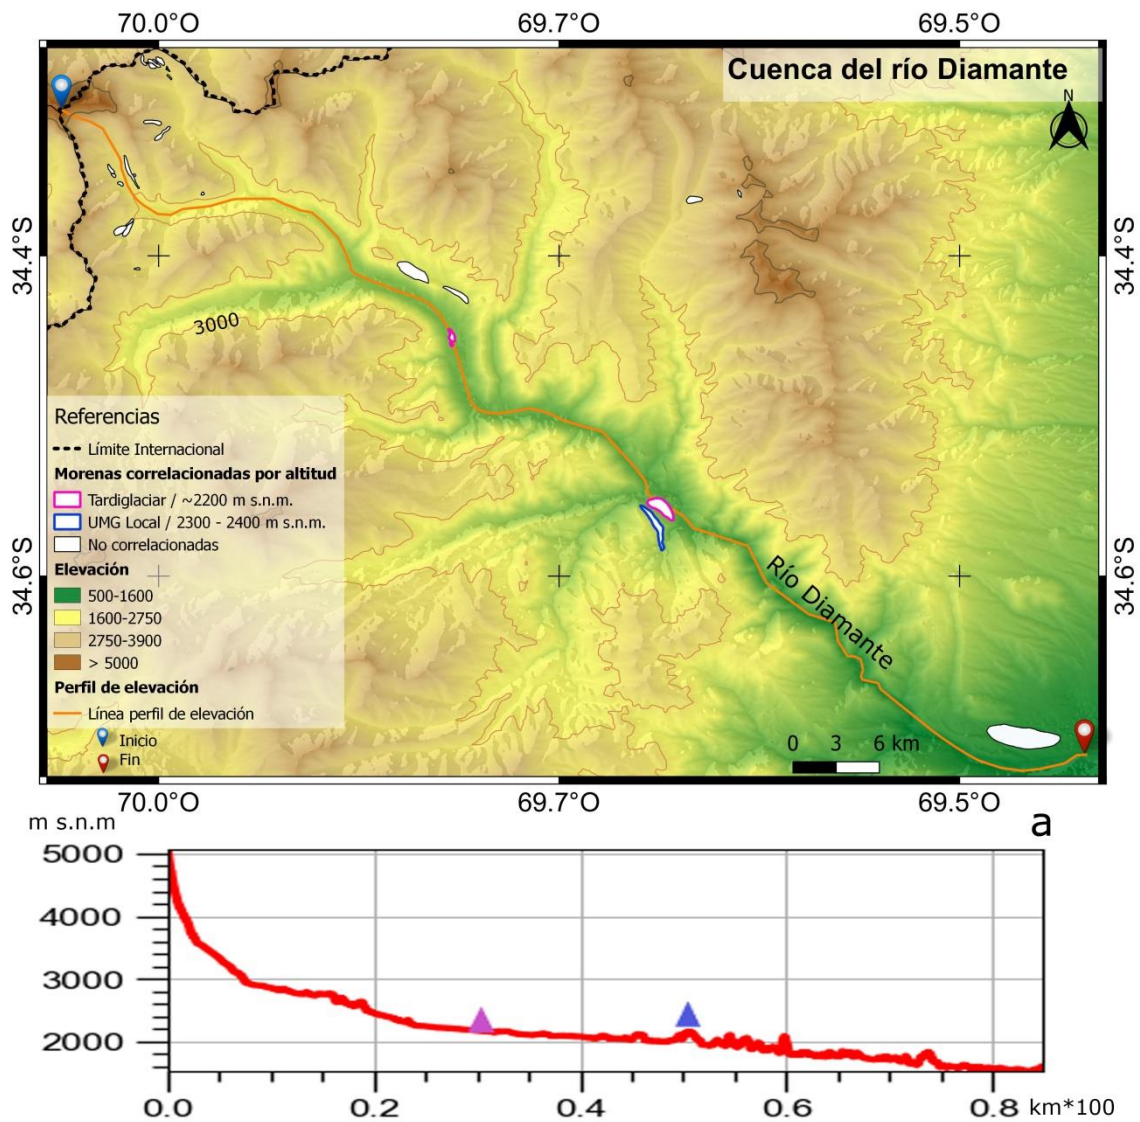 70.0°O 69.7°O 69.5°O
Cuenca del río Diamante
N
34.4°S 34.4°S
3000
Referencias
Límite Internacional
Morenas correlacionadas por altitud
Tardiglaciar / ~2200 m s.n.m.
UMG Local / 2300 - 2400 m s.n.m.
No correlacionadas
Elevación
500-1600
1600-2750
2750-3900
> 5000
Perfil de elevación
Línea perfil de elevación
Inicio
Fin
34.6°S 34.6°S
Río Diamante
0 3 6 km
70.0°O 69.7°O 69.5°O
a
m s.n.m
5000
4000
3000
2000
0.0 0.2 0.4 0.6 0.8 km*100